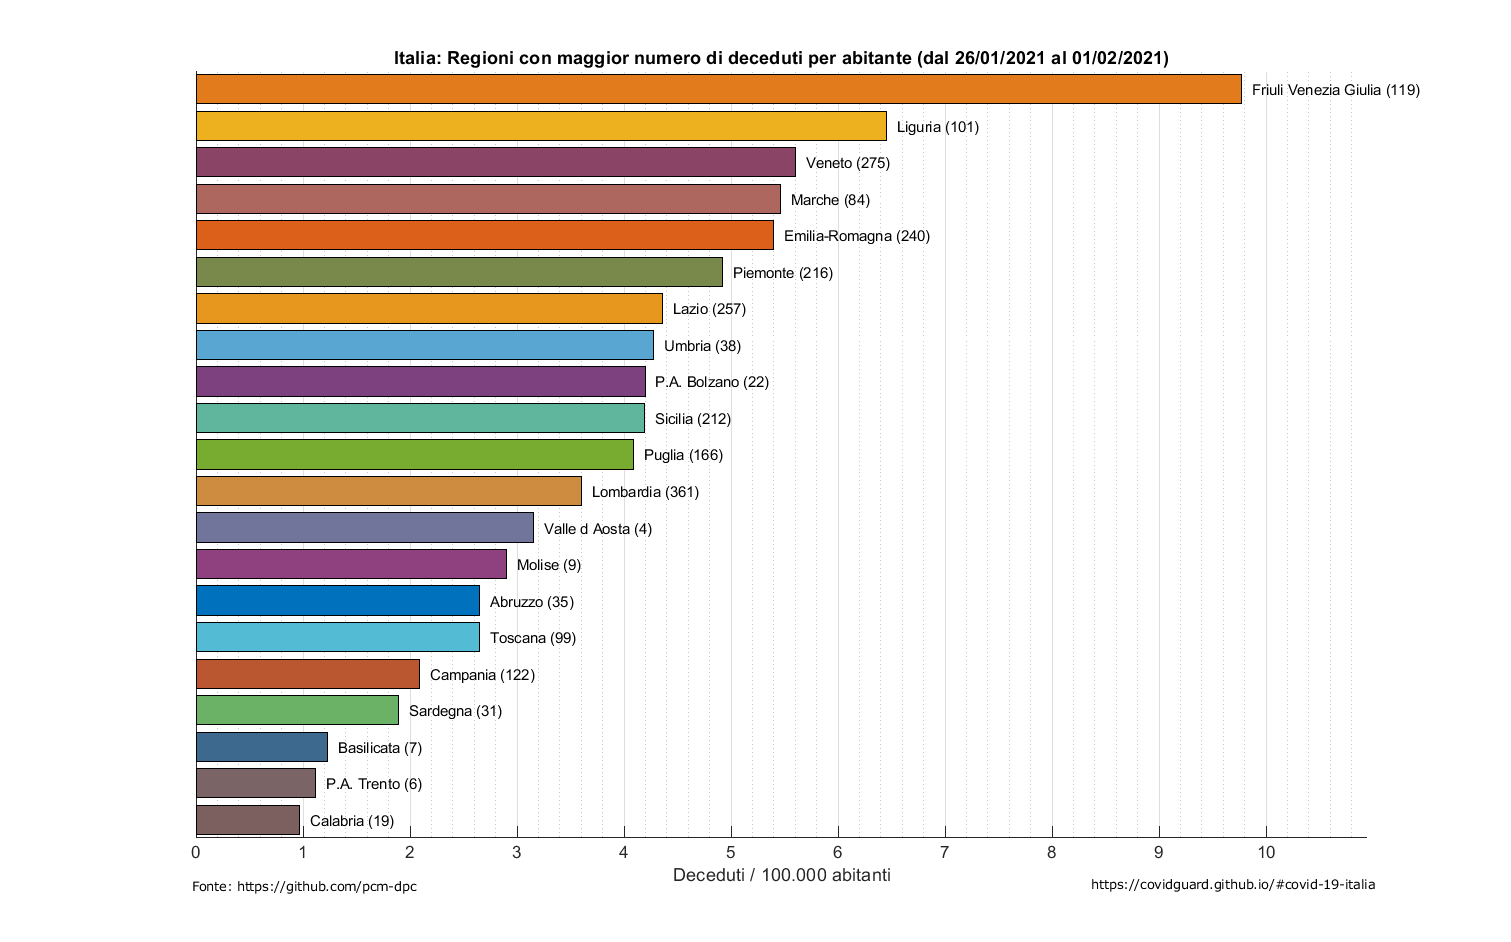 Italia: Regioni con maggior numero di deceduti per abitante (dal 26/01/2021 al 01/02/2021)
Friuli Venezia Giulia (119)
Liguria (101)
Veneto (275)
Marche (84)
Emilia-Romagna (240)
Piemonte (216)
Lazio (257)
Umbria (38)
P.A. Bolzano (22)
Sicilia (212)
Puglia (166)
Lombardia (361)
Valle d Aosta (4)
Molise (9)
Abruzzo (35)
Toscana (99)
Campania (122)
Sardegna (31)
Basilicata (7)
P.A. Trento (6)
Calabria (19)
0 1 2 3 4 5 6 7 8 9 10
Deceduti / 100.000 abitanti
Fonte: https://github.com/pcm-dpc
https://covidguard.github.io/#covid-19-italia